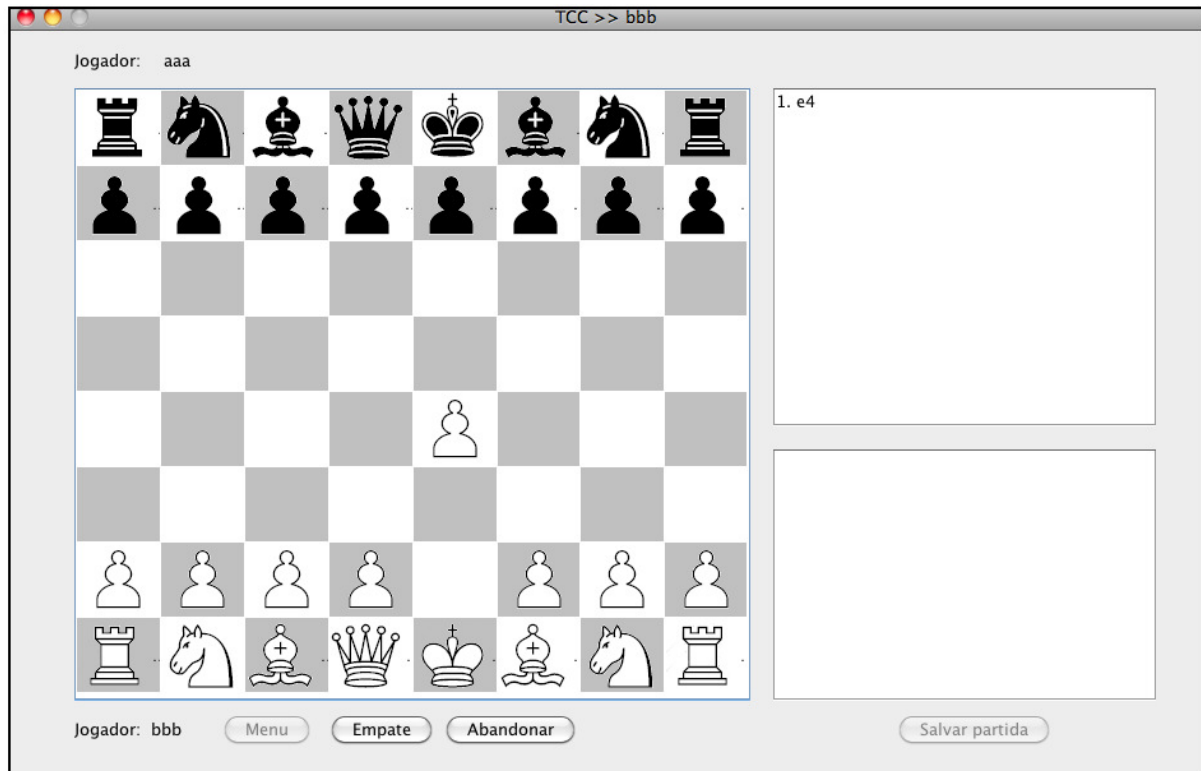 TCC >> bbb
Jogador: aaa
1. e4
Jogador: bbb
Menu
Empate
Abandonar
Salvar partida